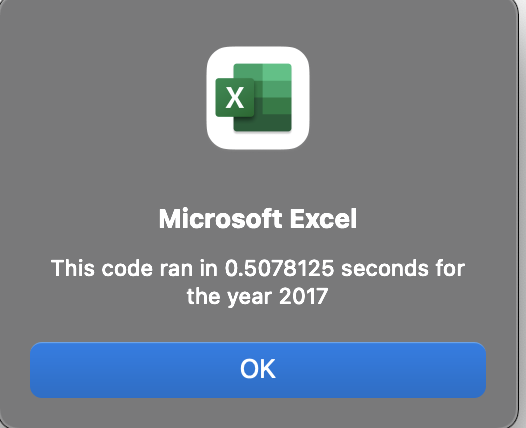 X
Microsoft Excel
This code ran in 0.5078125 seconds for
the year 2017
OK